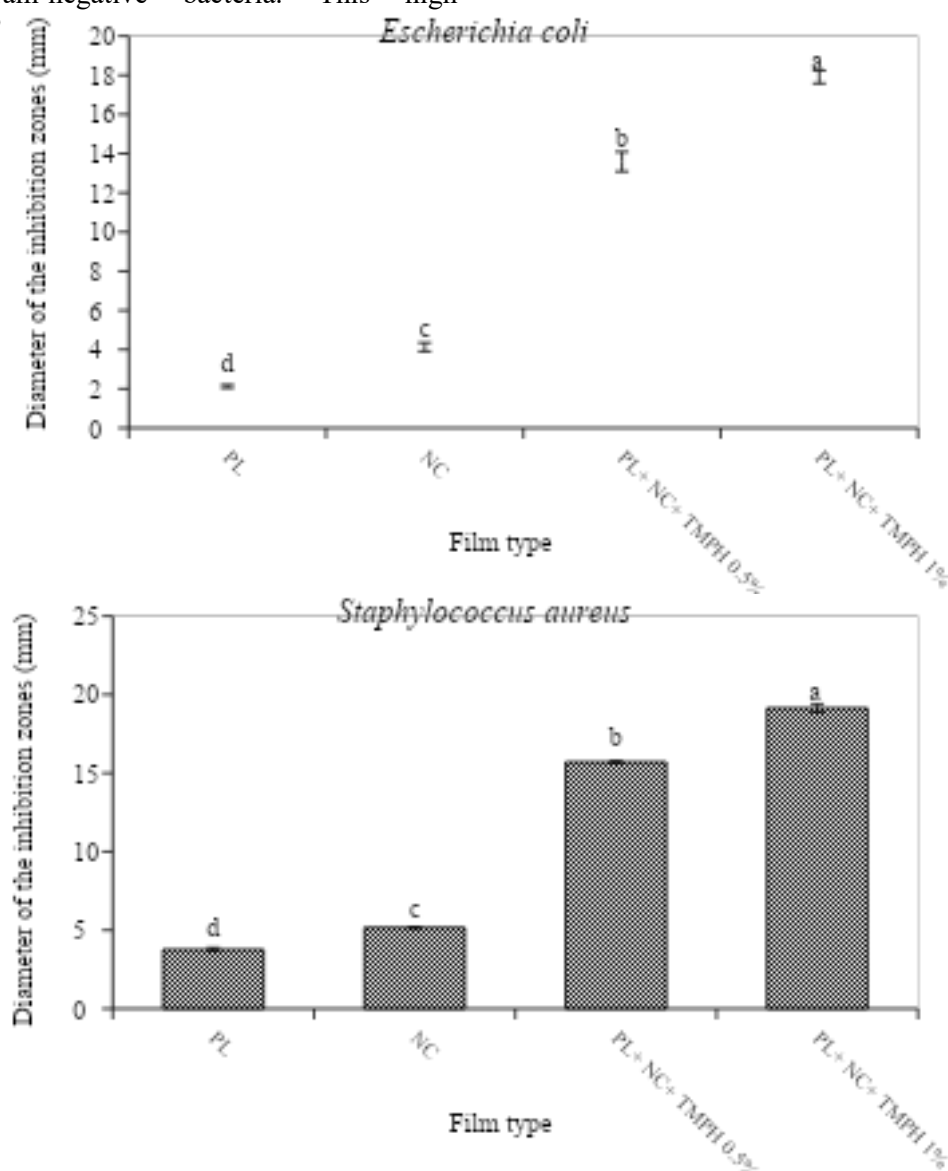 bacteria. This high
Escherichia coli
Diameter of the inhibition zones (mm)
20
18
16
14
12
10
8
6
4
2
0
d
c
b
a
PL
NC
PL+ NC+ TMPH 0.5%
PL+ NC+ TMPH 1%
Film type
Staphylococcus aureus
Diameter of the inhibition zones (mm)
25
20
15
10
5
0
d
c
b
a
PL
NC
PL+ NC+ TMPH 0.5%
PL+ NC+ TMPH 1%
Film type